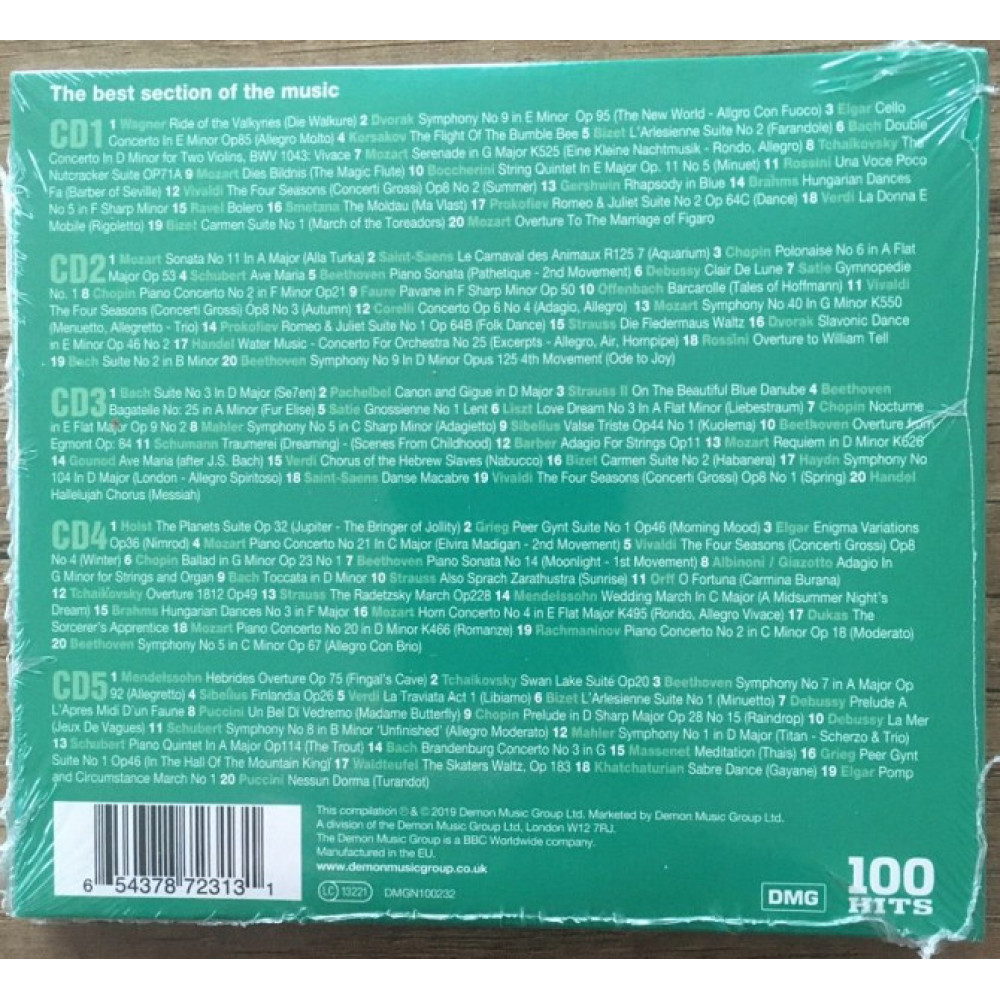 The best section of the music
CD1 1 Wagner Ride of the Valkynes (Die Walkure) 2 Dvorak Symphony No 9 in E Minor Op 95 (The New World - Allgro Con Fuoco) 3 Elgar Cello
Concerto in E Minor Op85 (Allegro Molto) 4 Korsakov The Flight Of The Bumble Bee 5 Bizet L'Arlesienne Suite No 2 (Farandole) 6 Bach Double
Concerto In D Minor for Two Violins, BWV 1043: Vivace 7 Mozart Serenade in G Major K525 (Eine Kleine Nachtmusik - Rondo, Allegro) 8 Tchaikovsky The
Nutcracker Suite OP71A 9 Mozart Dies Bildnis (The Magic Flute) 10 Boccherini String Quintet In E Major Op. 11 No 5 (Minuet) 11 Rossini Una Voce Poco
Fa (Barber of Seville) 12 Vivaldi The Four Seasons (Concerti Grossi) Op8 No 2 (Summer) 13 Gershwin Rhapsody in Blue 14 Brahms Hungarian Dances
No 5 in F Sharp Minor 15 Ravel Bolero 16 Smetana The Moldau (Ma Vlast) 17 Prokofiev Romeo & Juliet Suite No 2 Op 64C (Dance) 18 Verdi La Donna E
Mobile (Rigoletto) 19 Bizet Carmen Suite No 1 (March of the Toreadors) 20 Mozart Overture To The Marriage of Figaro
CD2 1 Mozart Sonata No 11 In A Major (Alla Turka) 2 Saint-Saens Le Carnaval des Animaux R125 7 (Aquarium) 3 Chopin Polonaise No 6 in A Flat
Major Op 53 4 Schubert Ave Maria 5 Beethoven Piano Sonata (Pathetique - 2nd Movement) 6 Debussy Clair De Lune 7 Satie Gymnopedie
No. 1 8 Chopin Piano Concerto No 2 in F Minor Op21 9 Faure Pavane in F Sharp Minor Op 50 10 Offenbach Barcarolle (Tales of Hoffmann) 11 Vivaldi
The Four Seasons (Concerti Grossi) Op8 No 3 (Autumn) 12 Corelli Concerto Op 6 No 4 (Adagio, Allegro) 13 Mozart Symphony No 40 In G Minor K550
(Menuetto, Allegretto - Trio) 14 Prokofiev Romeo & Juliet Suite No 1 Op 64B (Folk Dance) 15 Strauss Die Fledermaus Waltz 16 Dvorak Slavonic Dance
in E Minor Op 46 No 2 17 Handel Water Music - Concerto For Orchestra No 25 (Excerpts - Allegro, Air, Hornpipe) 18 Rossini Overture to William Tell
19 Bach Suite No 2 in B Minor 20 Beethoven Symphony No 9 In D Minor Opus 125 4th Movement (Ode to Joy)
CD3 1 Bach Suite No 3 In D Major (Se7en) 2 Pachelbel Canon and Gigue in D Major 3 Strauss II On The Beautiful Blue Danube 4 Beethoven
Bagatelle No: 25 in A Minor (Fur Elise) 5 Satie Gnossienne No 1 Lent 6 Liszt Love Dream No 3 In A Flat Minor (Liebestraum) 7 Chopin Nocturne
in E Flat Major Op 9 No 2 8 Mahler Symphony No 5 in C Sharp Minor (Adagietto) 9 Sibelius Valse Triste Op44 No 1 (Kuolema) 10 Beethoven Overture from
Egmont Op: 84 11 Schumann Traumerei (Dreaming) - (Scenes From Childhood) 12 Barber Adagio For Strings Op11 13 Mozart Requiem in D Minor K626
14 Gounod Ave Maria (after J.S. Bach) 15 Verdi Chorus of the Hebrew Slaves (Nabucco) 16 Bizet Carmen Suite No 2 (Habanera) 17 Haydn Symphony No
104 In D Major (London - Allegro Spiritoso) 18 Saint-Saens Danse Macabre 19 Vivaldi The Four Seasons (Concerti Grossi) Op8 No 1 (Spring) 20 Handel
Hallelujah Chorus (Messiah)
CD4 1 Holst The Planets Suite Op 32 (Jupiter - The Bringer of Jollity) 2 Grieg Peer Gynt Suite No 1 Op46 (Morning Mood) 3 Elgar Enigma Variations
Op36 (Nimrod) 4 Mozart Piano Concerto No 21 In C Major (Elvira Madigan - 2nd Movement) 5 Vivaldi The Four Seasons (Concerti Grossi) Op8
No 4 (Winter) 6 Chopin Ballad in G Minor Op 23 No 1 7 Beethoven Piano Sonata No 14 (Moonlight - 1st Movement) 8 Albinoni / Giazotto Adagio In
G Minor for Strings and Organ 9 Bach Toccata in D Minor 10 Strauss Also Sprach Zarathustra (Sunrise) 11 Orff O Fortuna (Carmina Burana)
12 Tchaikovsky Overture 1812 Op49 13 Strauss The Radetzsky March Op228 14 Mendelssohn Wedding March In C Major (A Midsummer Night's
Dream) 15 Brahms Hungarian Dances No 3 in F Major 16 Mozart Horn Concerto No 4 in E Flat Major K495 (Rondo, Allegro Vivace) 17 Dukas The
Sorcerer's Apprentice 18 Mozart Piano Concerto No 20 in D Minor K466 (Romanze) 19 Rachmaninov Piano Concerto No 2 in C Minor Op 18 (Moderato)
20 Beethoven Symphony No 5 in C Minor Op 67 (Allegro Con Brio)
CD5 1 Mendelssohn Hebrides Overture Op 75 (Fingal's Cave) 2 Tchaikovsky Swan Lake Suite Op20 3 Beethoven Symphony No 7 in A Major Op
92 (Allegretto) 4 Sibelius Finlandia Op26 5 Verdi La Traviata Act 1 (Libiamo) 6 Bizet L'Arlesienne Suite No 1 (Minuetto) 7 Debussy Prelude A
L'Apres Midi D'un Faune 8 Puccini Un Bel Di Vedremo (Madame Butterfly) 9 Chopin Prelude in D Sharp Major Op 28 No 15 (Raindrop) 10 Debussy La Mer
(Jeux De Vagues) 11 Schubert Symphony No 8 in B Minor 'Unfinished' (Allegro Moderato) 12 Mahler Symphony No 1 in D Major (Titan - Scherzo & Trio)
13 Schubert Piano Quintet In A Major Op114 (The Trout) 14 Bach Brandenburg Concerto No 3 in G 15 Massenet Meditation (Thais) 16 Grieg Peer Gynt
Suite No 1 Op46 (In The Hall Of The Mountain King) 17 Waldteufel The Skaters Waltz, Op 183 18 Khatchaturian Sabre Dance (Gayane) 19 Elgar Pomp
and Circumstance March No 1 20 Puccini Nessun Dorma (Turandot)
This compilation ℗ & © 2019 Demon Music Group Ltd. Marketed by Demon Music Group Ltd.
A division of the Demon Music Group Ltd, London W12 7RJ.
The Demon Music Group is a BBC Worldwide company.
Manufactured in the EU.
www.demonmusicgroup.co.uk
LC 13221 DMGN100232
6 54378 72313 1
DMG
100
HITS